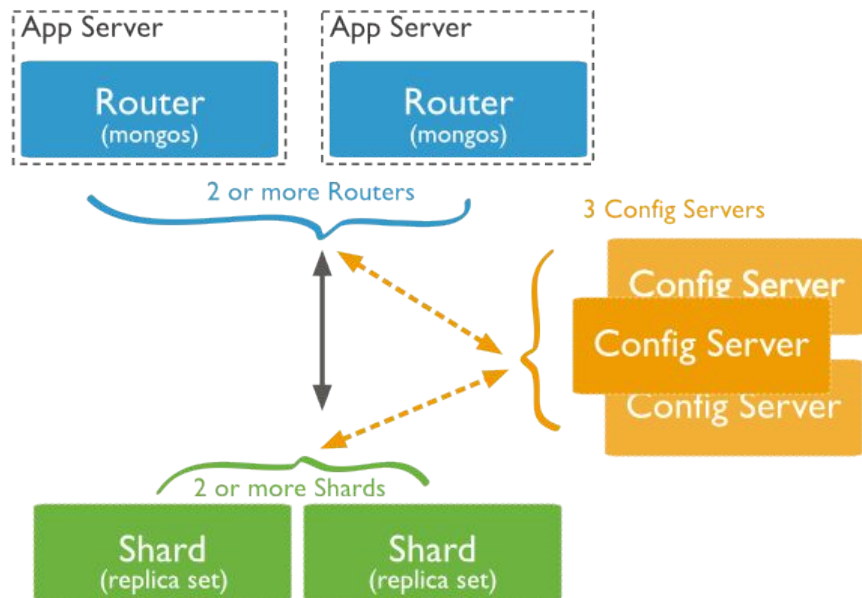 App Server
App Server
Router
(mongos)
Router
(mongos)
2 or more Routers
3 Config Servers
Config Server
Config Server
Config Server
2 or more Shards
Shard
(replica set)
Shard
(replica set)